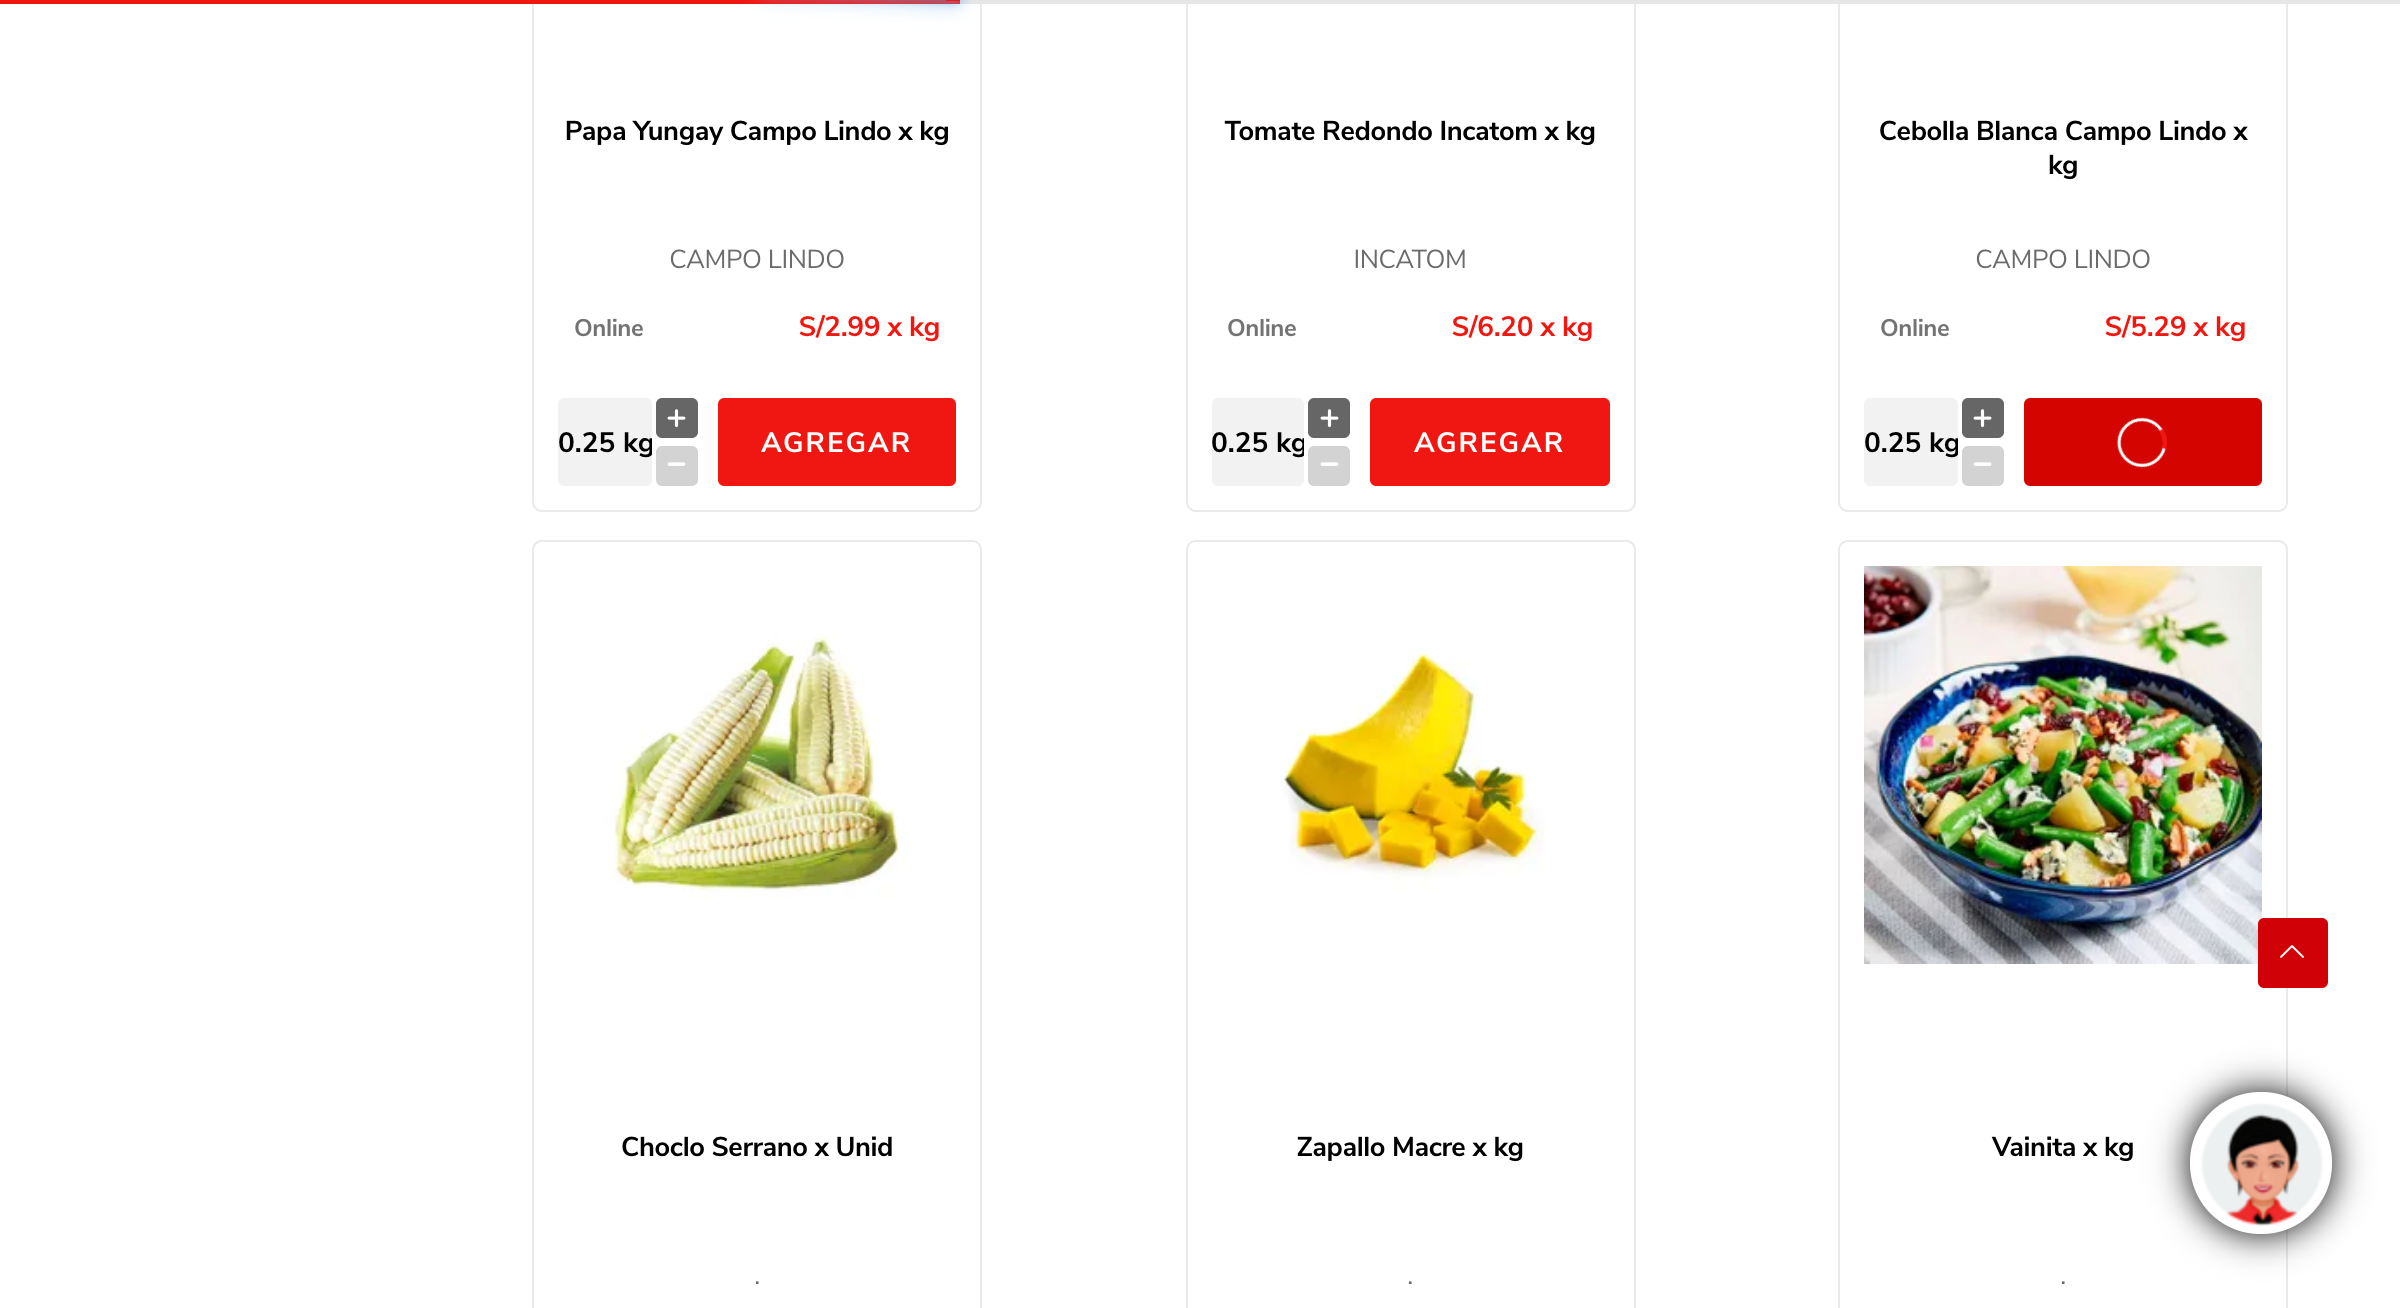 Papa Yungay Campo Lindo x kg
CAMPO LINDO
Online
S/2.99 x kg
0.25 kg
+
−
AGREGAR
Tomate Redondo Incatom x kg
INCATOM
Online
S/6.20 x kg
0.25 kg
+
−
AGREGAR
Cebolla Blanca Campo Lindo x
kg
CAMPO LINDO
Online
S/5.29 x kg
0.25 kg
+
−
Choclo Serrano x Unid
.
Zapallo Macre x kg
.
Vainita x kg
.